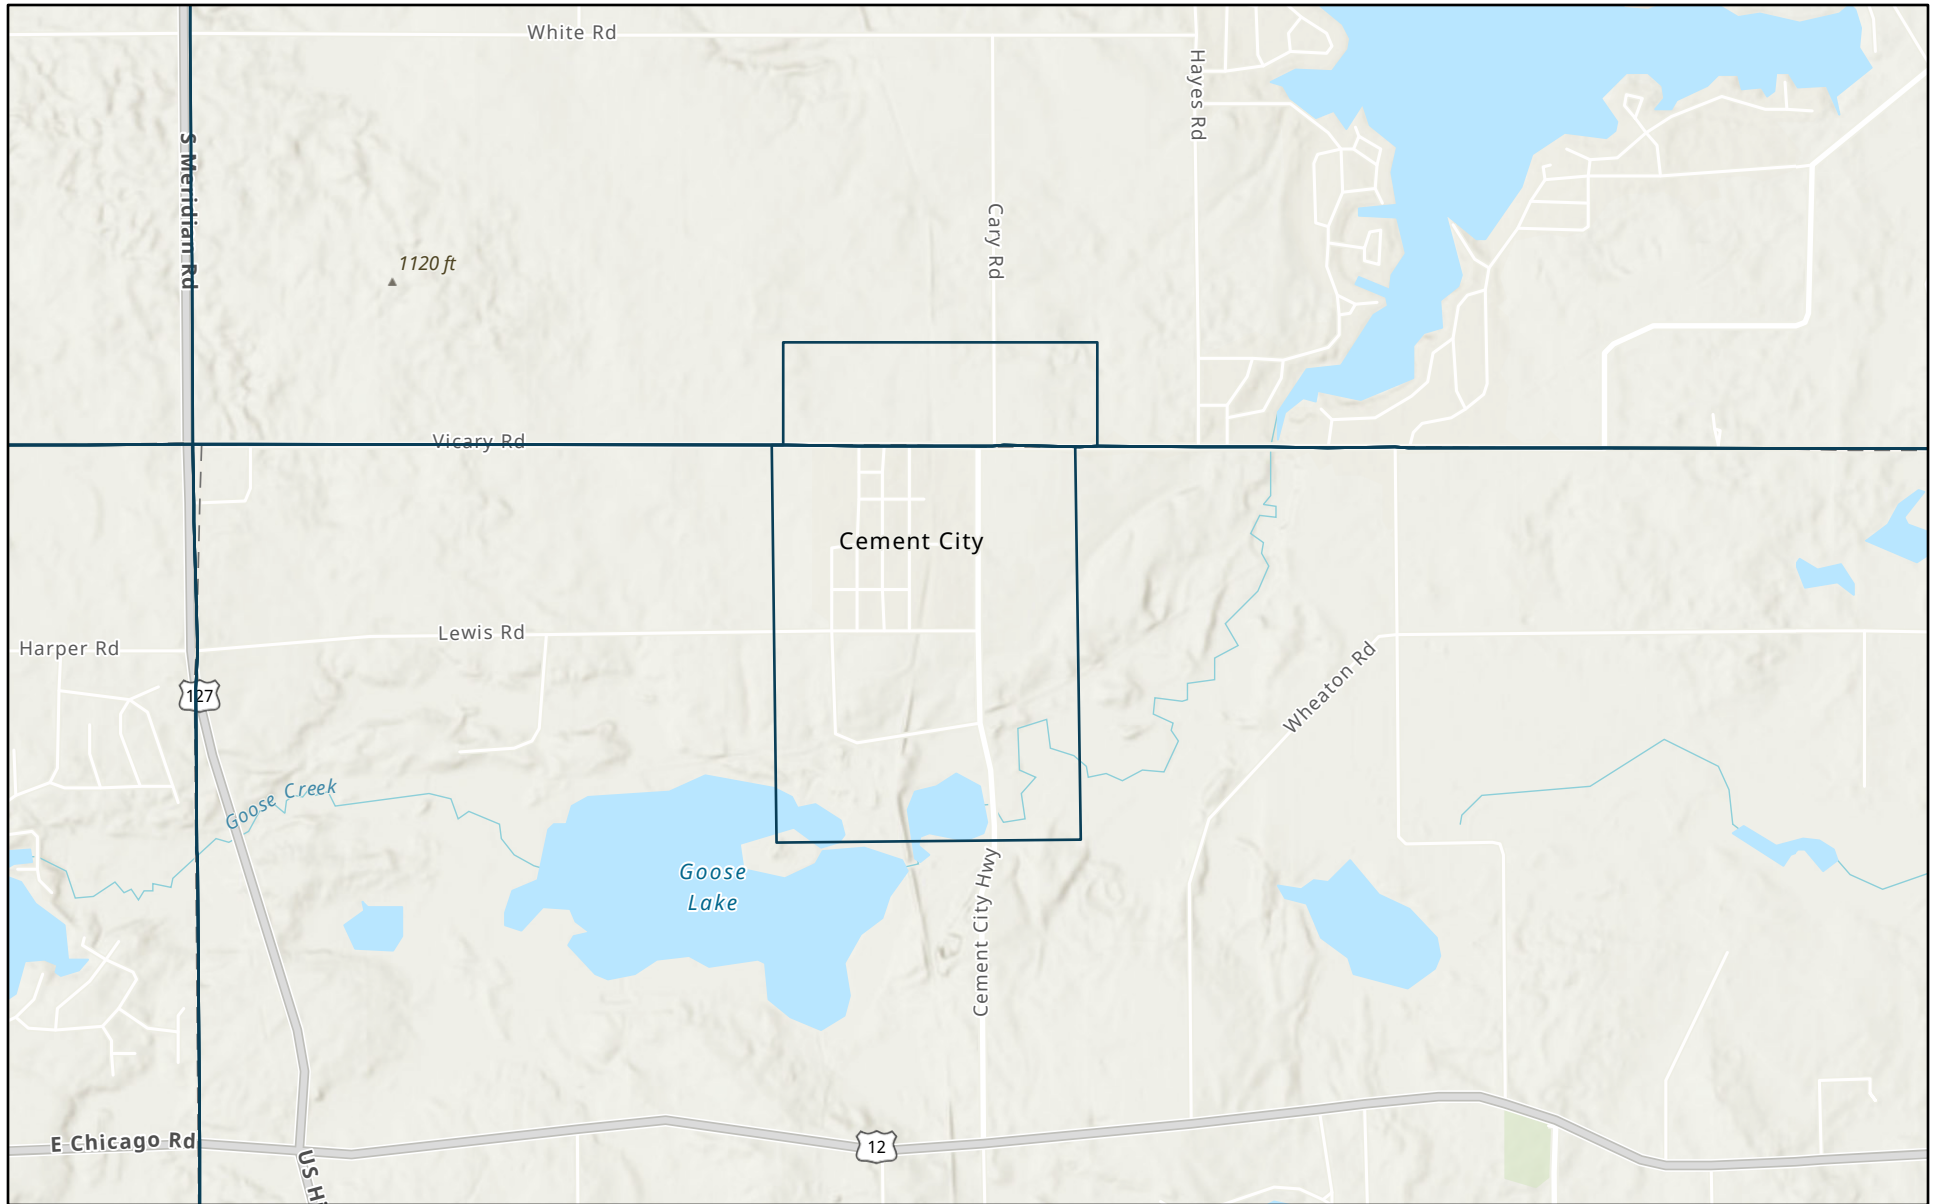 White Rd
Hayes Rd
S Meridian Rd
Cary Rd
1120 ft
Vicary Rd
Cement City
Lewis Rd
Harper Rd
Wheaton Rd
127
Goose Creek
Goose
Lake
Cement City Hwy
E Chicago Rd
12
US H